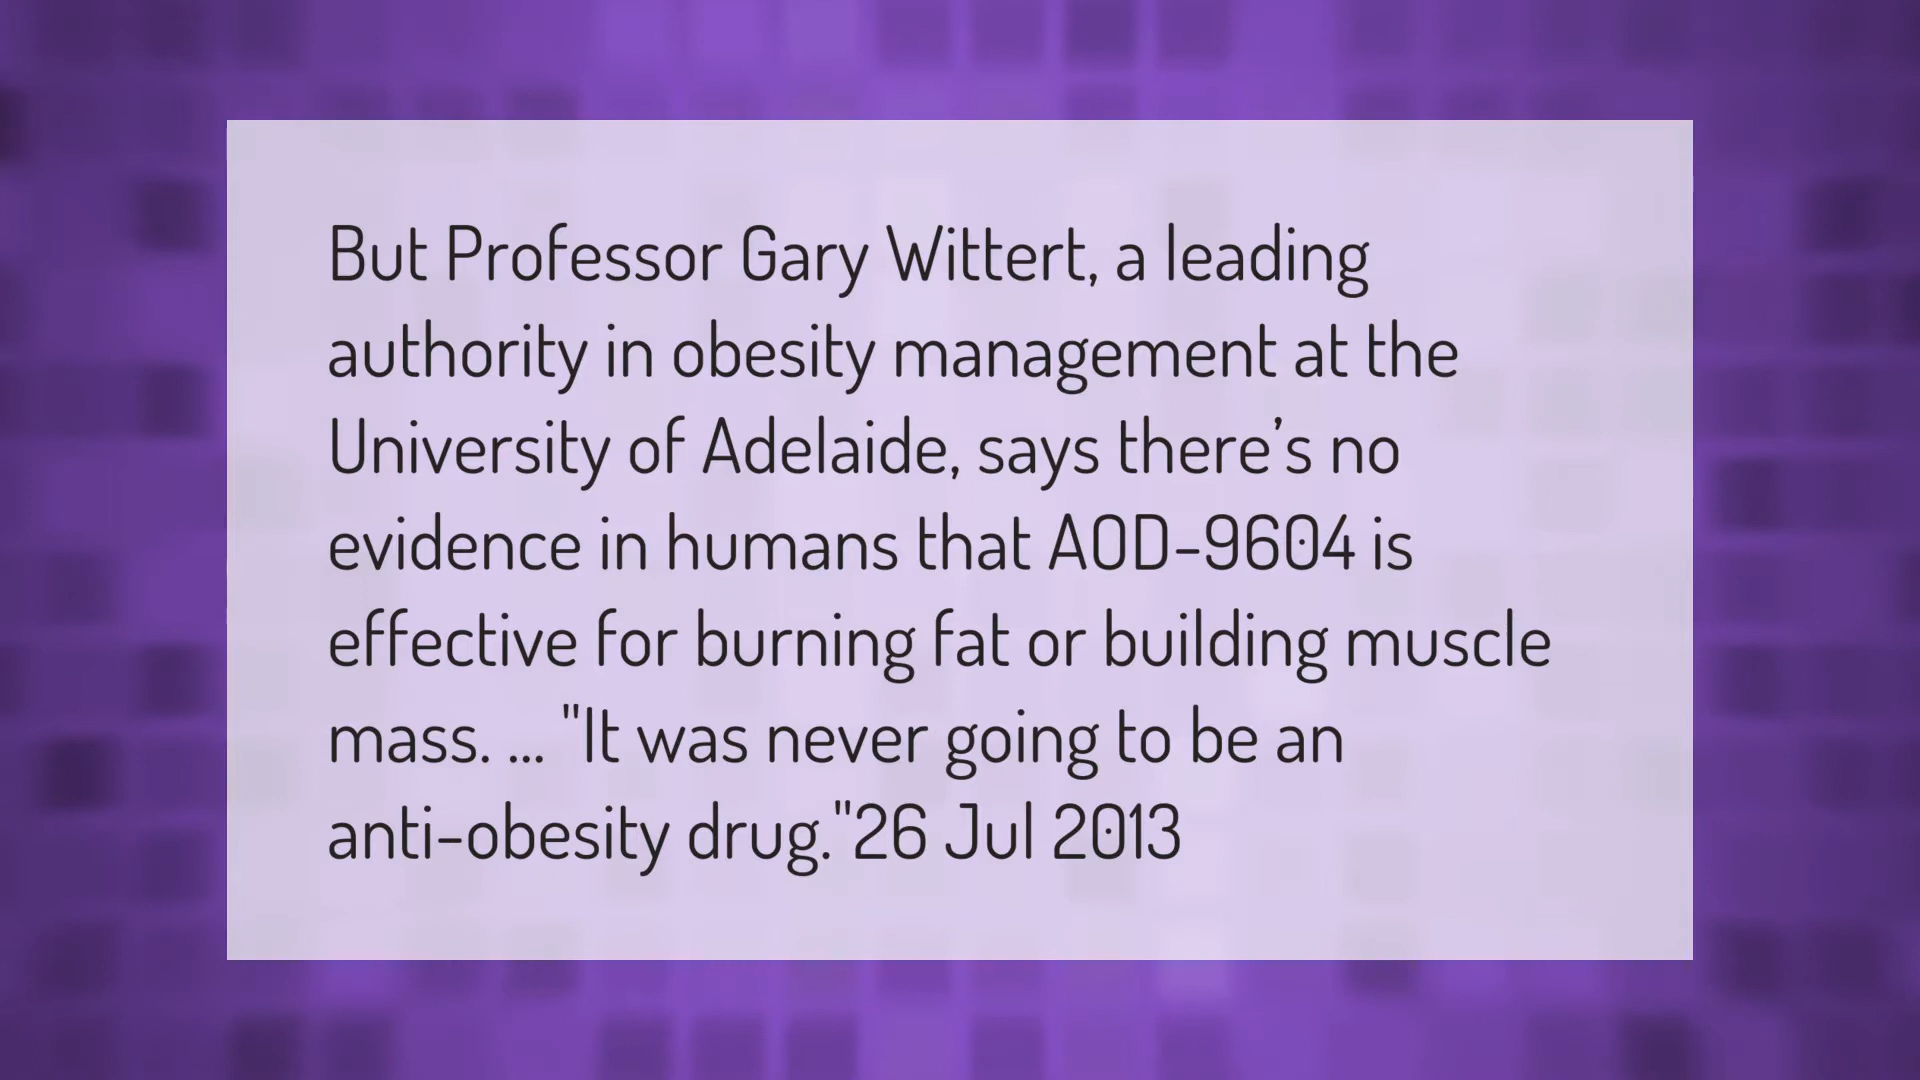 But Professor Gary Wittert, a leading
authority in obesity management at the
University of Adelaide, says there's no
evidence in humans that AOD-9604 is
effective for burning fat or building muscle
mass. ... "It was never going to be an
anti-obesity drug."26 Jul 2013